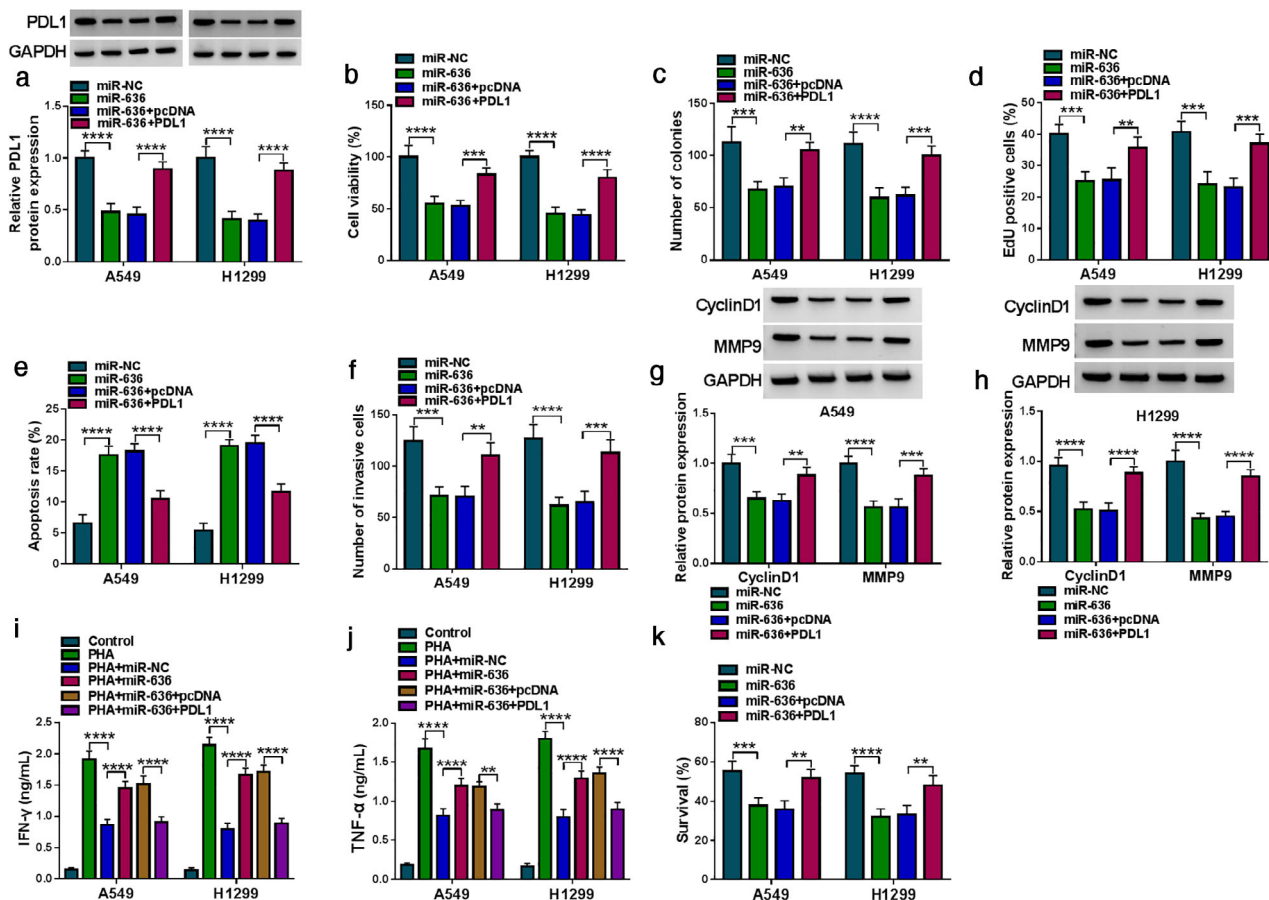 PDL1
GAPDH
a
miR-NC
miR-636
miR-636+pcDNA
miR-636+PDL1
Relative PDL1
protein expression
1.5
1.0
0.5
0.0
**** **** **** ****
A549 H1299
b
miR-NC
miR-636
miR-636+pcDNA
miR-636+PDL1
Cell viability (%)
150
100
50
0
**** *** **** ****
A549 H1299
c
miR-NC
miR-636
miR-636+pcDNA
miR-636+PDL1
Number of colonies
150
100
50
0
*** ** **** ***
A549 H1299
d
miR-NC
miR-636
miR-636+pcDNA
miR-636+PDL1
EdU positive cells (%)
50
40
30
20
10
0
*** ** *** ***
A549 H1299
e
miR-NC
miR-636
miR-636+pcDNA
miR-636+PDL1
Apoptosis rate (%)
25
20
15
10
5
0
**** **** **** ****
A549 H1299
f
miR-NC
miR-636
miR-636+pcDNA
miR-636+PDL1
Number of invasive cells
150
100
50
0
*** ** **** ***
A549 H1299
CyclinD1
MMP9
GAPDH
g
A549
Relative protein expression
1.5
1.0
0.5
0.0
*** ** **** ***
CyclinD1 MMP9
miR-NC
miR-636
miR-636+pcDNA
miR-636+PDL1
CyclinD1
MMP9
GAPDH
h
H1299
Relative protein expression
1.5
1.0
0.5
0.0
**** **** **** ****
CyclinD1 MMP9
miR-NC
miR-636
miR-636+pcDNA
miR-636+PDL1
i
Control
PHA
PHA+miR-NC
PHA+miR-636
PHA+miR-636+pcDNA
PHA+miR-636+PDL1
IFN-γ (ng/mL)
2.5
2.0
1.5
1.0
0.5
0.0
**** **** **** **** **** ****
A549 H1299
j
Control
PHA
PHA+miR-NC
PHA+miR-636
PHA+miR-636+pcDNA
PHA+miR-636+PDL1
TNF-α (ng/mL)
2.0
1.5
1.0
0.5
0.0
**** **** ** **** **** ****
A549 H1299
k
miR-NC
miR-636
miR-636+pcDNA
miR-636+PDL1
Survival (%)
80
60
40
20
0
*** ** **** **
A549 H1299